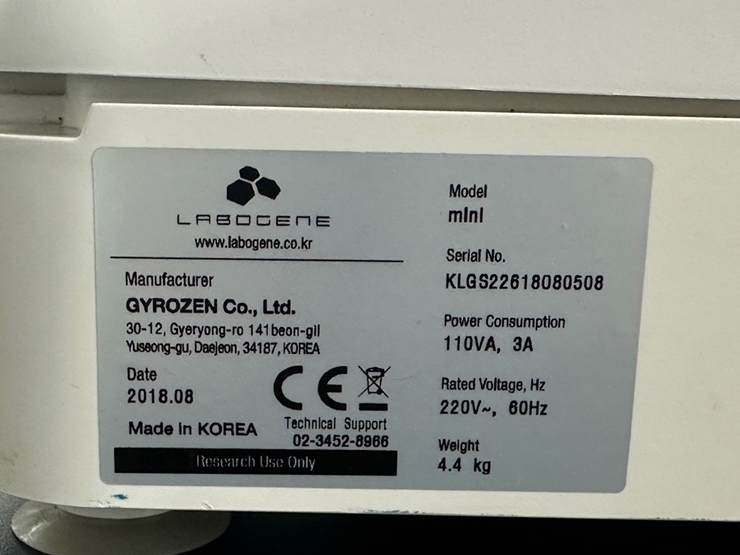 LABOGENE
www.labogene.co.kr
Manufacturer
GYROZEN Co., Ltd.
30-12, Gyeryong-ro 141beon-gil
Yuseong-gu, Daejeon, 34187, KOREA
Date
2018.08
CE
Made in KOREA
Technical Support
02-3452-8966
Research Use Only
Model
mini
Serial No.
KLGS22618080508
Power Consumption
110VA, 3A
Rated Voltage, Hz
220V~, 60Hz
Weight
4.4 kg